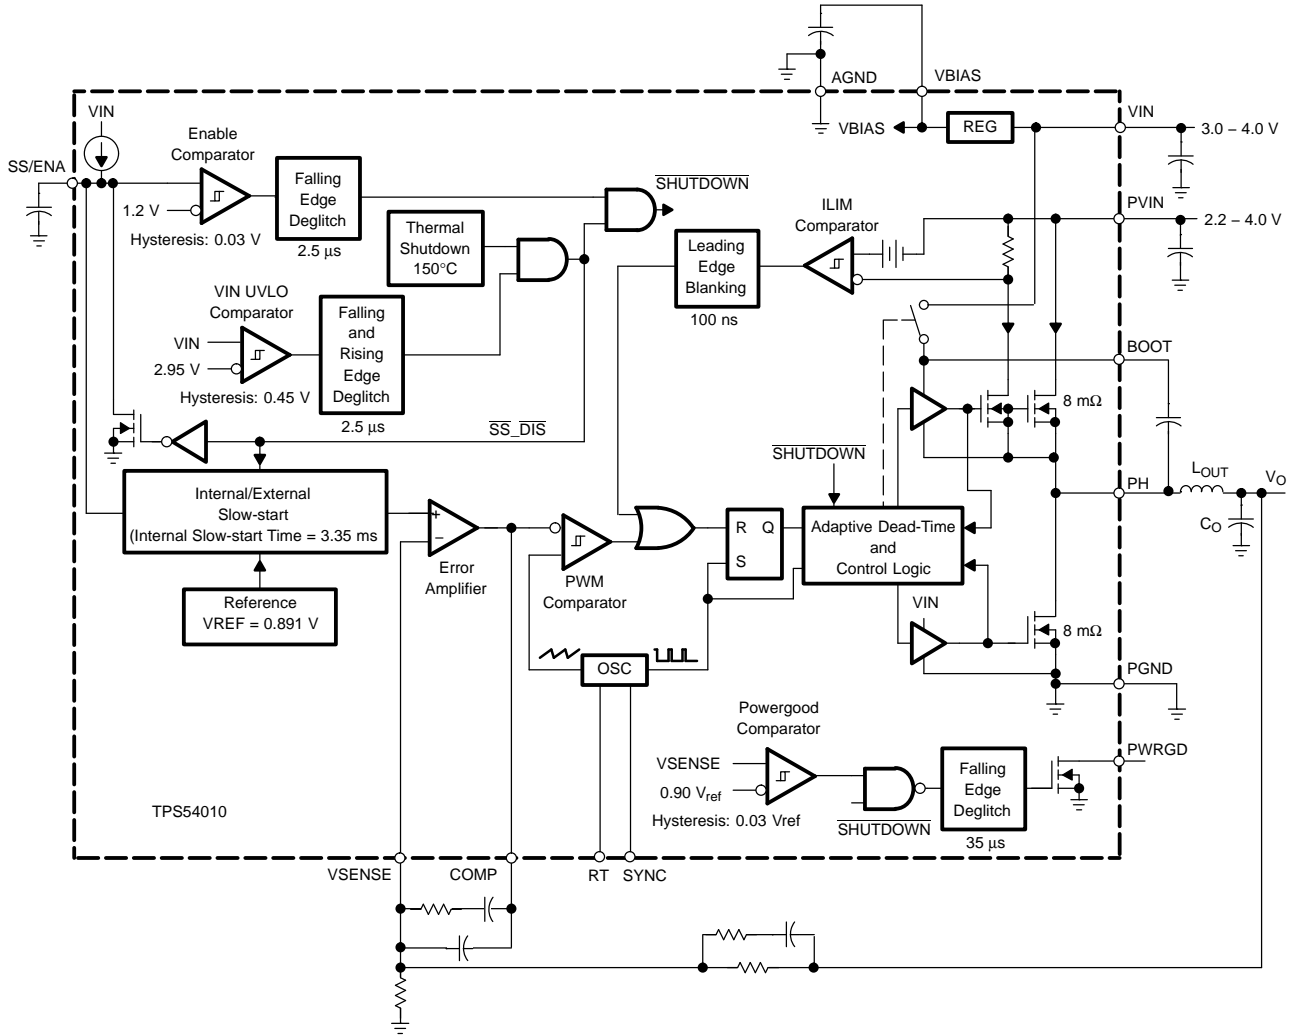 AGND
VBIAS
VIN
VIN
Enable
Comparator
VBIAS
REG
3.0 – 4.0 V
SS/ENA
Falling
Edge
Deglitch
SHUTDOWN
1.2 V
Hysteresis: 0.03 V
2.5 µs
Thermal
Shutdown
150°C
ILIM
Comparator
PVIN
2.2 – 4.0 V
Leading
Edge
Blanking
100 ns
VIN UVLO
Comparator
Falling
and
Rising
Edge
Deglitch
VIN
2.95 V
Hysteresis: 0.45 V
2.5 µs
BOOT
8 mΩ
SS_DIS
SHUTDOWN
PH
LOUT
VO
CO
Internal/External
Slow-start
(Internal Slow-start Time = 3.35 ms
+
−
Error
Amplifier
PWM
Comparator
R Q
S
Adaptive Dead-Time
and
Control Logic
Reference
VREF = 0.891 V
VIN
8 mΩ
OSC
PGND
Powergood
Comparator
VSENSE
0.90 Vref
Hysteresis: 0.03 Vref
SHUTDOWN
Falling
Edge
Deglitch
35 µs
PWRGD
TPS54010
VSENSE
COMP
RT
SYNC